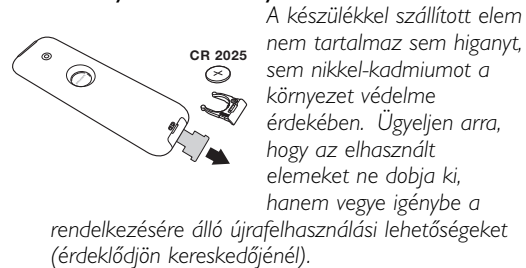 A készülékkel szállított elem
nem tartalmaz sem higanyt,
CR 2025
sem nikkel-kadmiumot a
környezet védelme
érdekében. Ügyeljen arra,
hogy az elhasznált
elemeket ne dobja ki,
hanem vegye igénybe a
rendelkezésére álló újrafelhasználási lehetőségeket
(érdeklődjön kereskedőjénél).